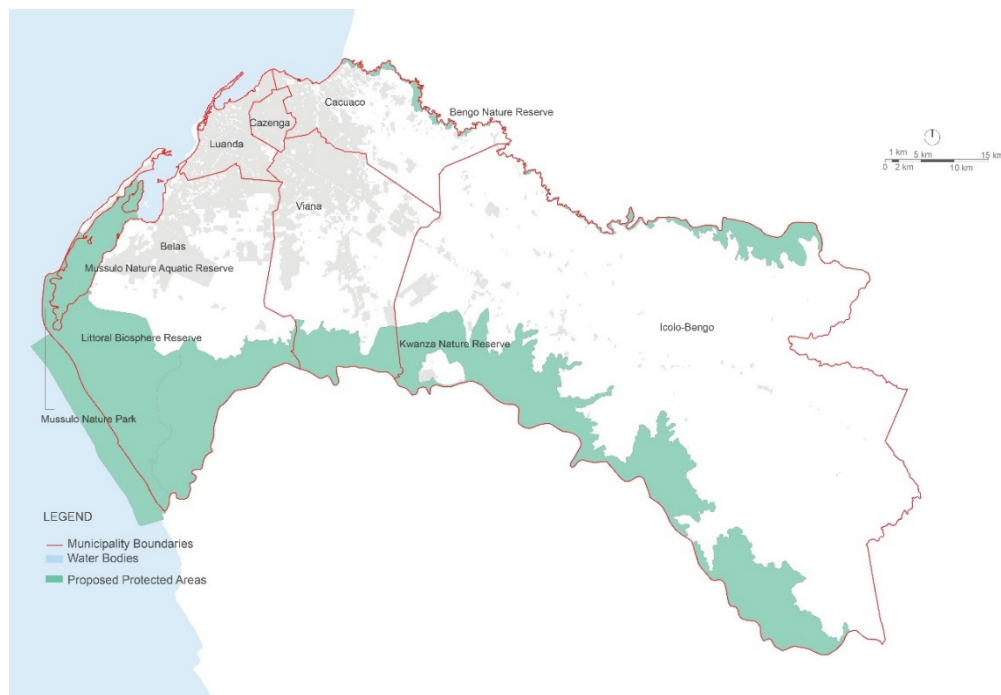 Cacuaco
Bengo Nature Reserve
Cazenga
Luanda
1 km 5 km 15 km
0 2 km 10 km
Viana
Belas
Mussulo Nature Aquatic Reserve
Icolo-Bengo
Littoral Biosphere Reserve
Kwanza Nature Reserve
Mussulo Nature Park
LEGEND
Municipality Boundaries
Water Bodies
Proposed Protected Areas